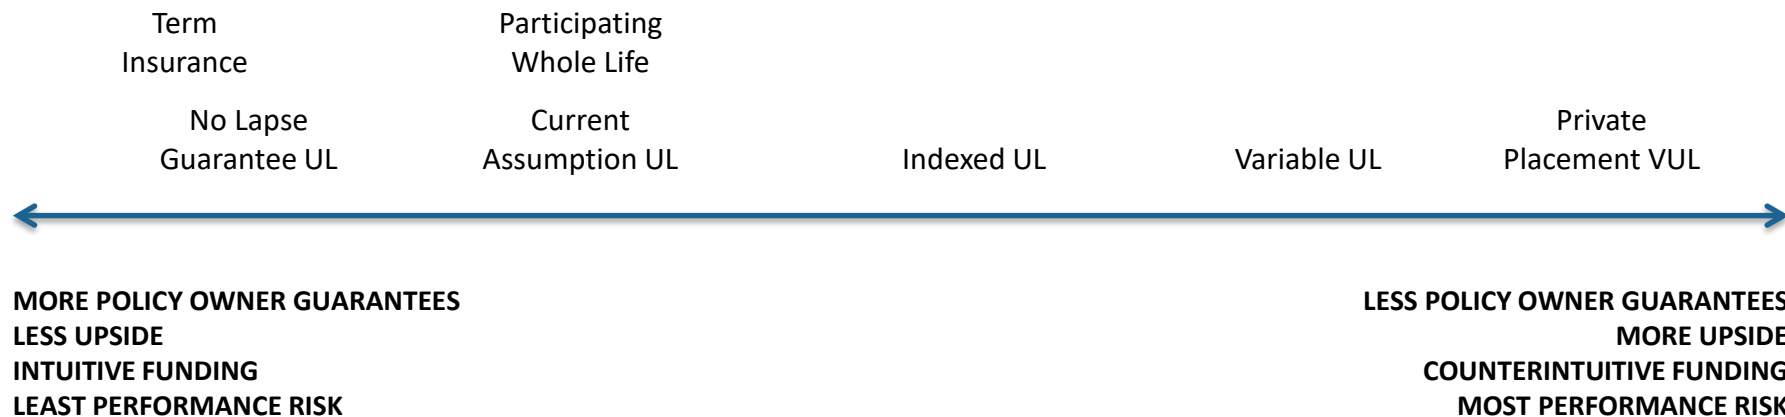 Term
Insurance
Participating
Whole Life
No Lapse
Guarantee UL
Current
Assumption UL
Indexed UL
Variable UL
Private
Placement VUL
MORE POLICY OWNER GUARANTEES
LESS UPSIDE
INTUITIVE FUNDING
LEAST PERFORMANCE RISK
LESS POLICY OWNER GUARANTEES
MORE UPSIDE
COUNTERINTUITIVE FUNDING
MOST PERFORMANCE RISK